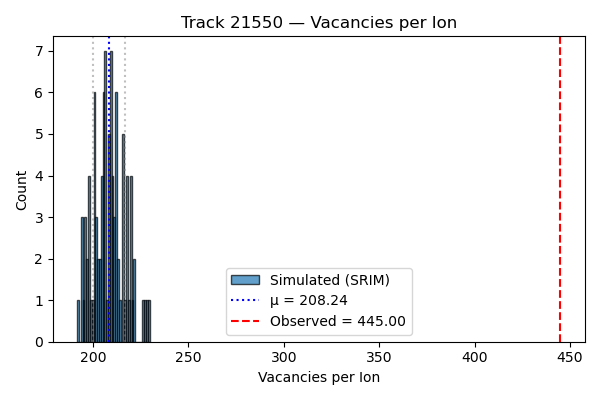 Track 21550 — Vacancies per Ion
7
6
5
4
3
2
1
0
Count
Simulated (SRIM)
μ = 208.24
Observed = 445.00
200 250 300 350 400 450
Vacancies per Ion